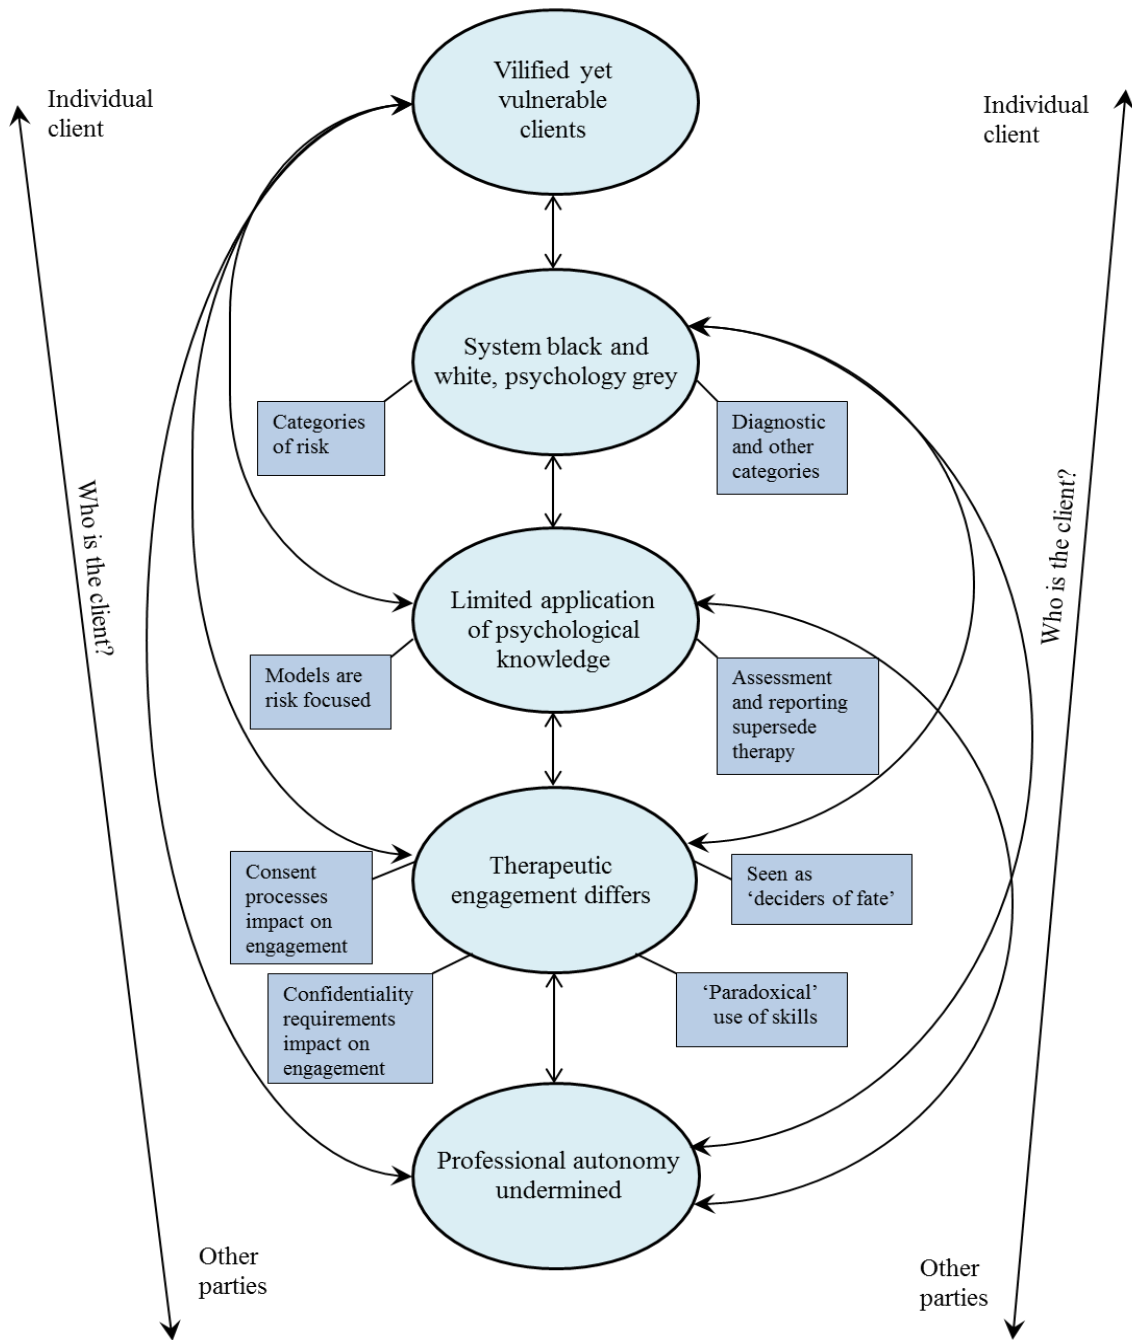 Vilified yet
vulnerable
clients
Individual
client
Individual
client
System black and
white, psychology grey
Categories
of risk
Diagnostic
and other
categories
Who is the client?
Who is the client?
Limited application
of psychological
knowledge
Models are
risk focused
Assessment
and reporting
supersede
therapy
Therapeutic
engagement differs
Consent
processes
impact on
engagement
Seen as
‘deciders of fate’
Confidentiality
requirements
impact on
engagement
‘Paradoxical’
use of skills
Professional autonomy
undermined
Other
parties
Other
parties